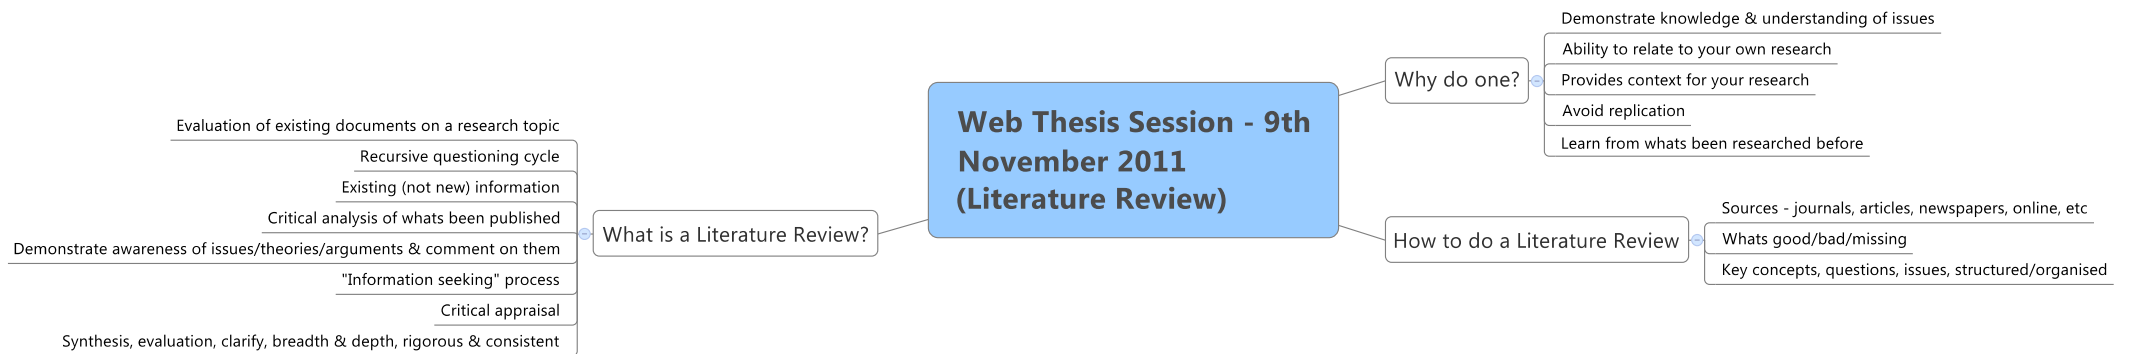 Web Thesis Session - 9th
November 2011
(Literature Review)
Why do one?
Demonstrate knowledge & understanding of issues
Ability to relate to your own research
Provides context for your research
Avoid replication
Learn from whats been researched before
How to do a Literature Review
Sources - journals, articles, newspapers, online, etc
Whats good/bad/missing
Key concepts, questions, issues, structured/organised
What is a Literature Review?
Evaluation of existing documents on a research topic
Recursive questioning cycle
Existing (not new) information
Critical analysis of whats been published
Demonstrate awareness of issues/theories/arguments & comment on them
"Information seeking" process
Critical appraisal
Synthesis, evaluation, clarify, breadth & depth, rigorous & consistent